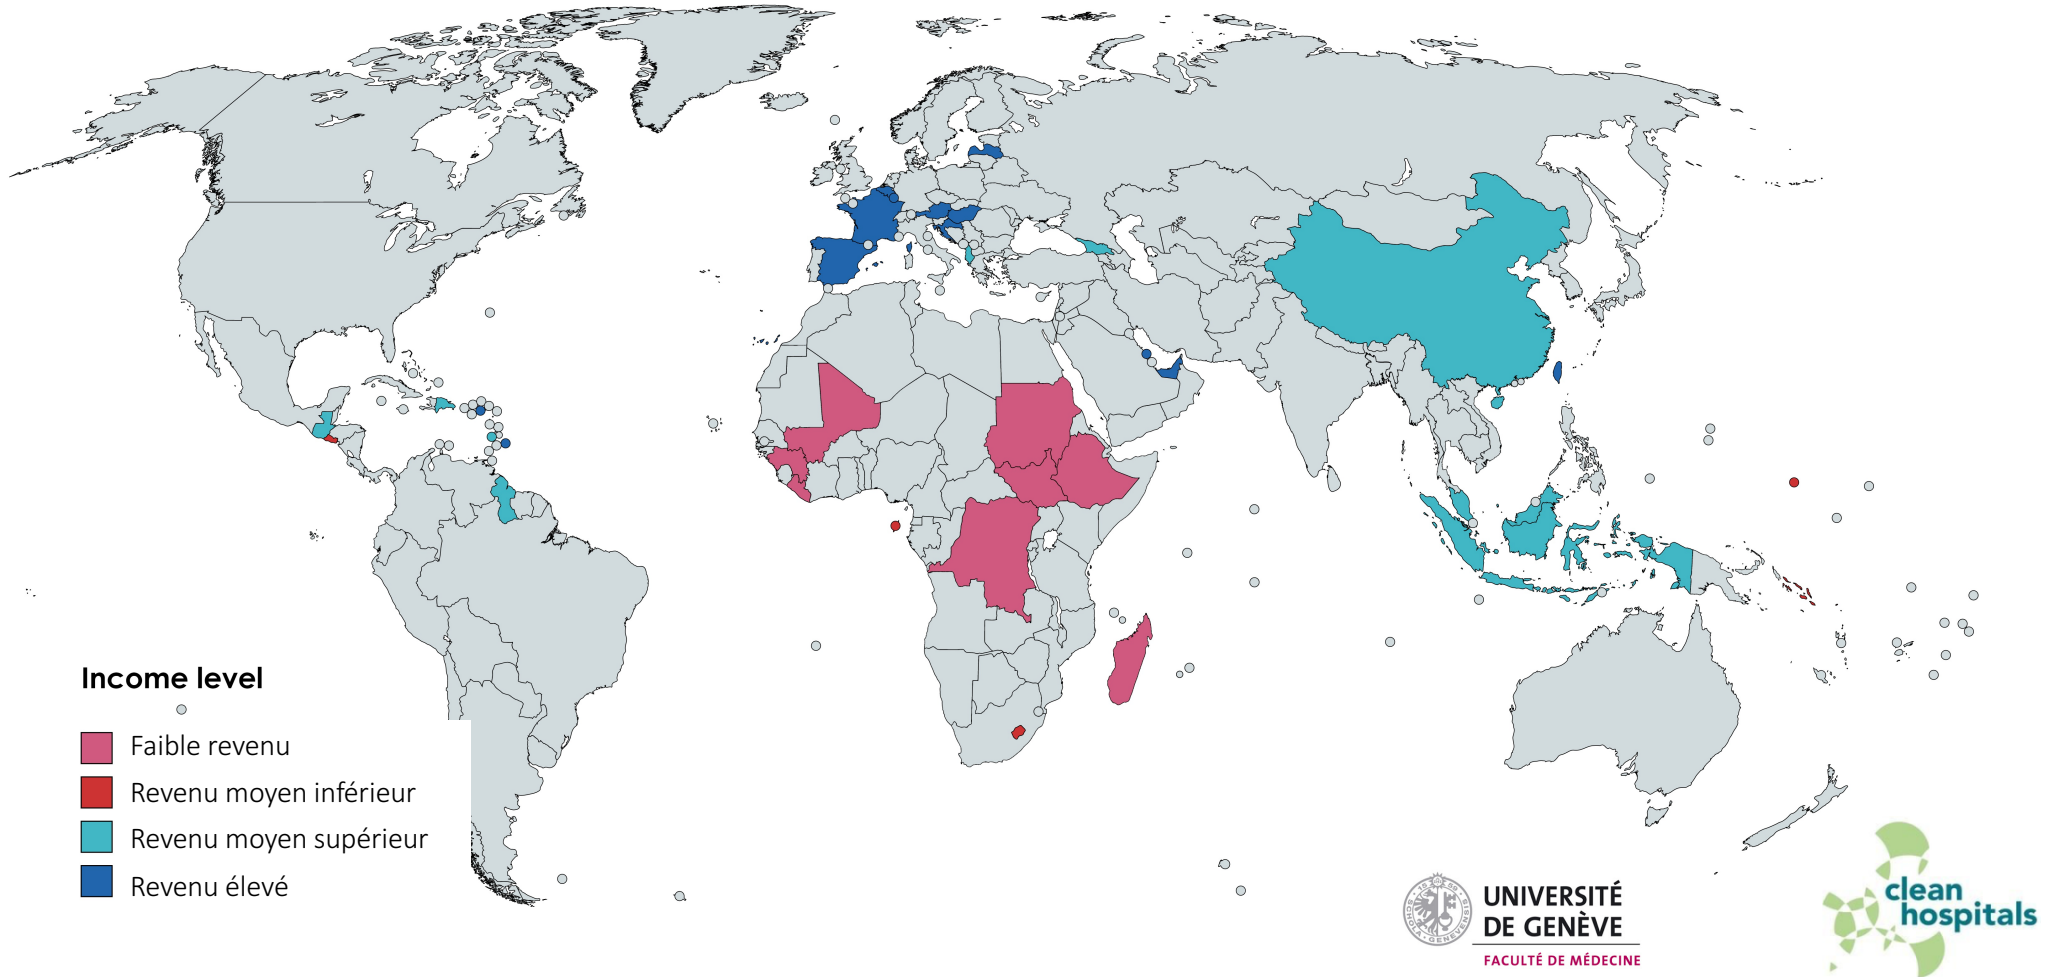 Income level
Faible revenu
Revenu moyen inférieur
Revenu moyen supérieur
Revenu élevé
UNIVERSITÉ
DE GENÈVE
FACULTÉ DE MÉDECINE
clean
hospitals